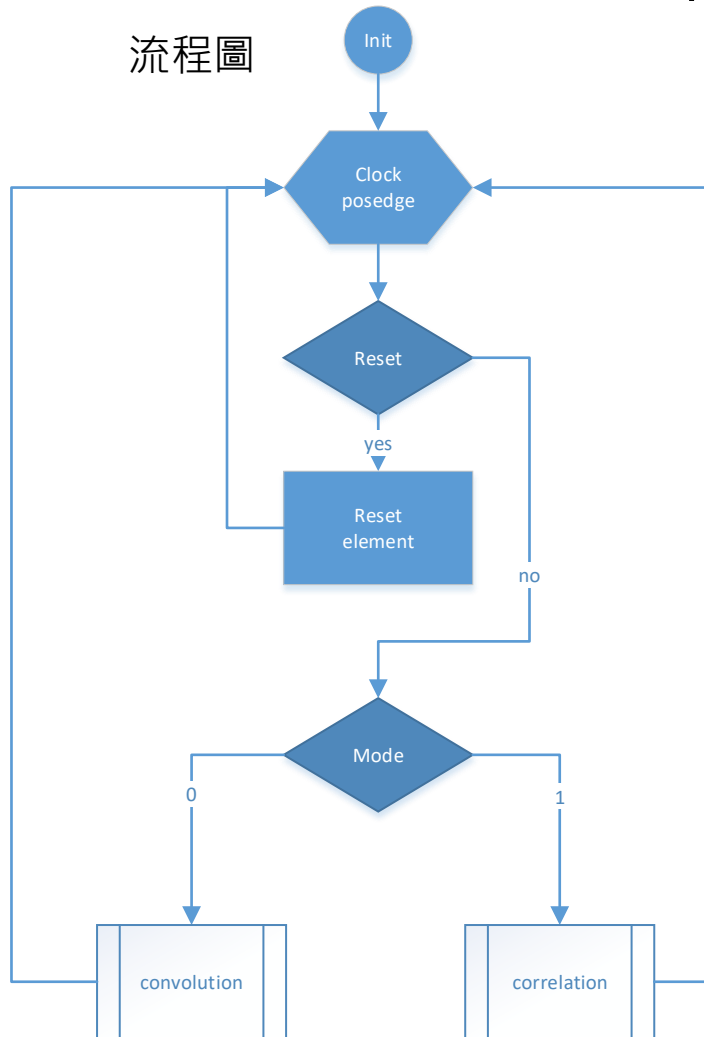 流程圖
Init
Clock
posedge
Reset
yes
Reset
element
no
Mode
0
1
convolution
correlation